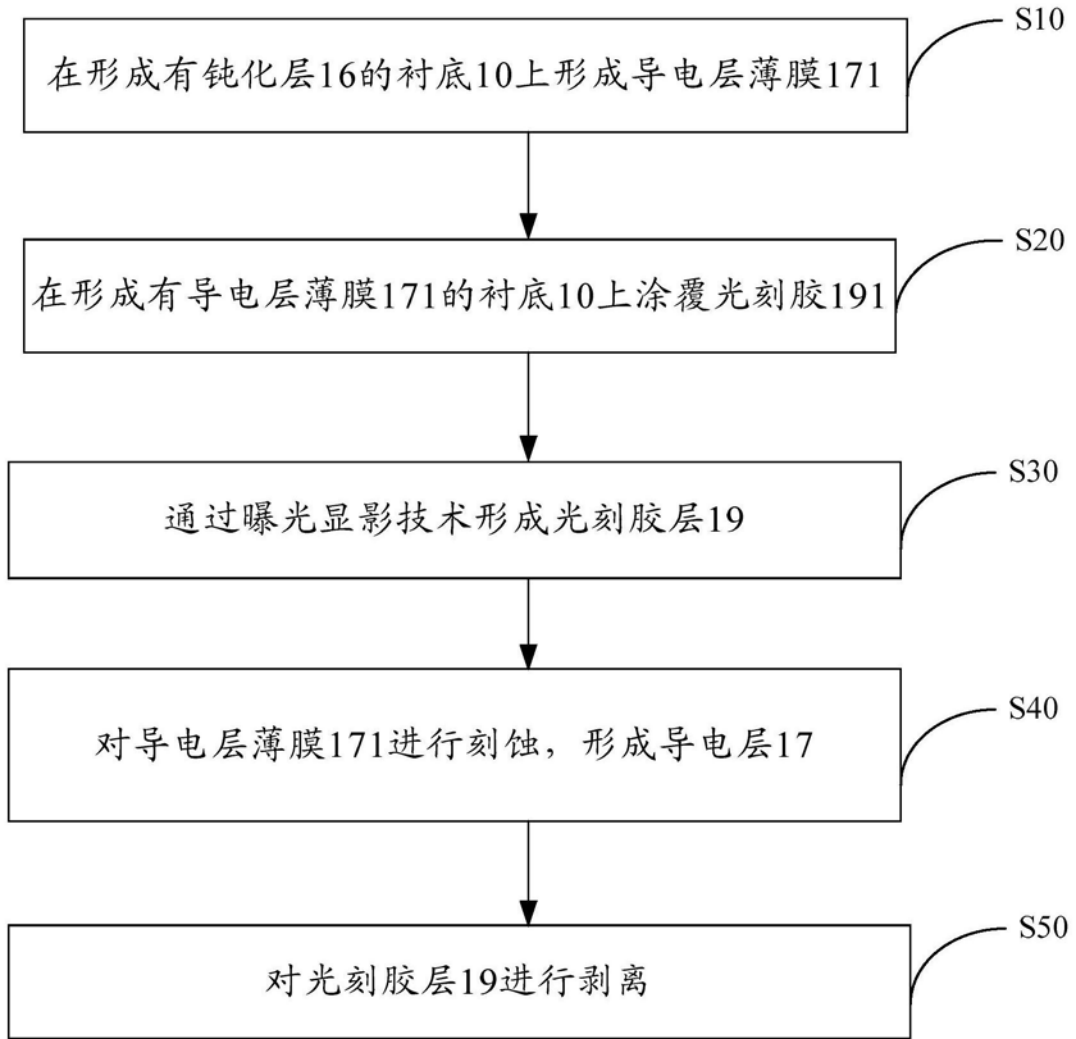 S10
在形成有钝化层16的衬底10上形成导电层薄膜171
S20
在形成有导电层薄膜171的衬底10上涂覆光刻胶191
S30
通过曝光显影技术形成光刻胶层19
S40
对导电层薄膜171进行刻蚀，形成导电层17
S50
对光刻胶层19进行剥离